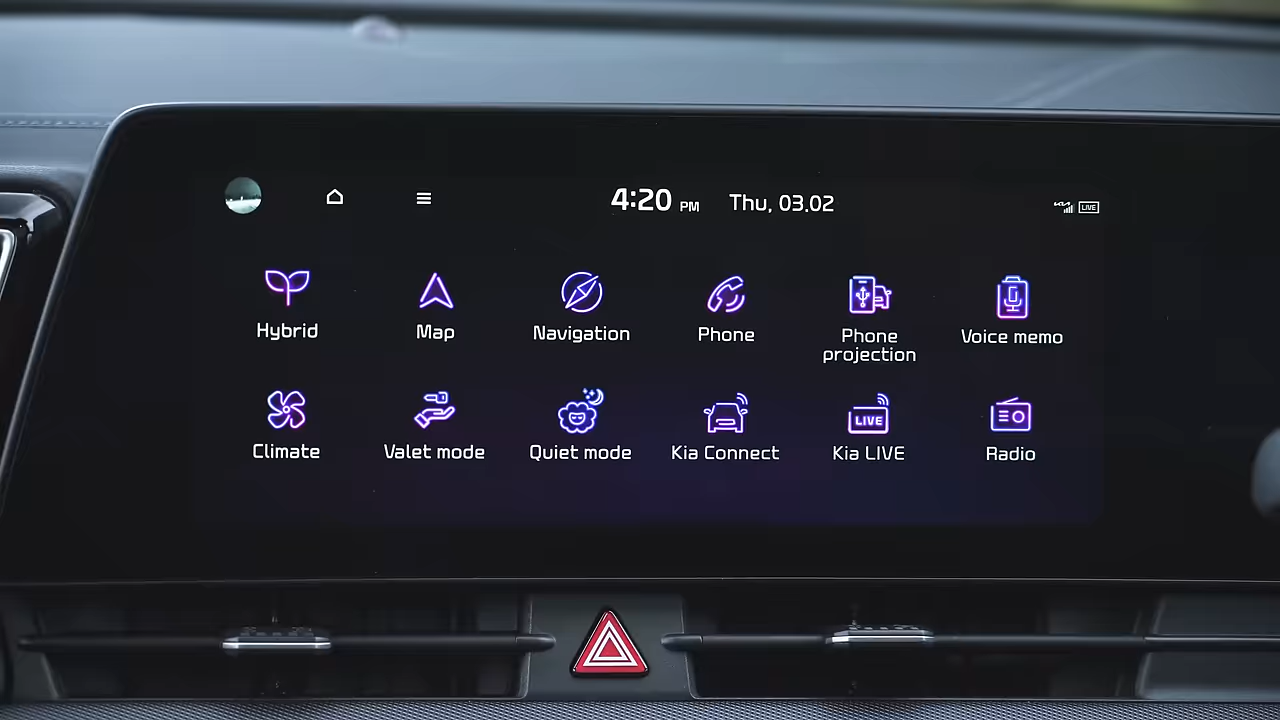 4:20 PM Thu, 03.02
LIVE
Hybrid
Map
Navigation
Phone
Phone
projection
Voice memo
Climate
Valet mode
Quiet mode
Kia Connect
LIVE
Kia LIVE
Radio